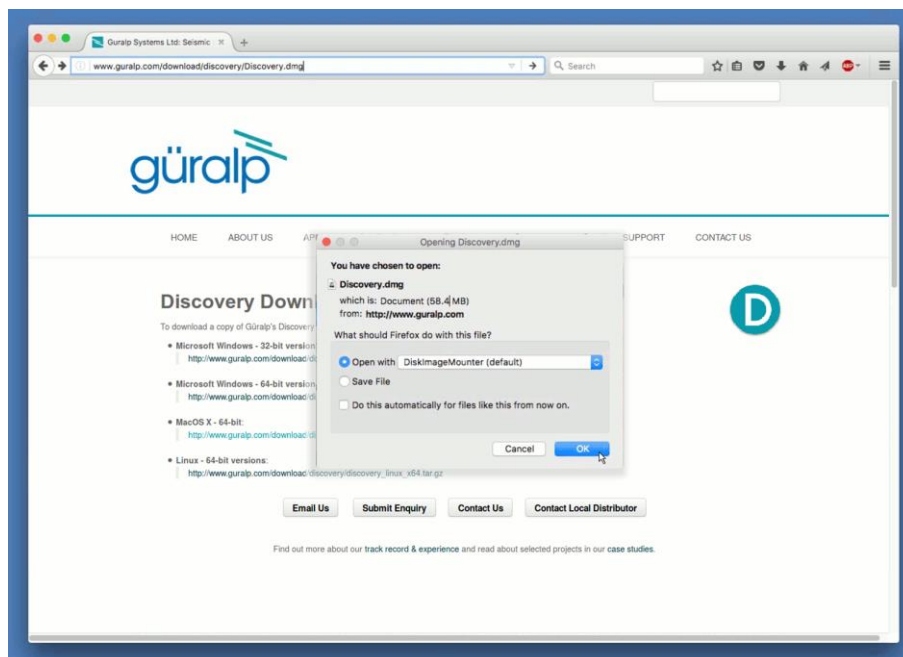 Guralp Systems Ltd: Seismic
www.guralp.com/download/discovery/Discovery.dmg
Search
ABP
güralp
HOME ABOUT US SUPPORT CONTACT US
Opening Discovery.dmg
You have chosen to open:
Discovery.dmg
which is: Document (58.4 MB)
from: http://www.guralp.com
What should Firefox do with this file?
Open with DiskImageMounter (default)
Save File
Do this automatically for files like this from now on.
Cancel OK
D
Discovery Down
To download a copy of Güralp's Discovery
Microsoft Windows - 32-bit version
http://www.guralp.com/download/di
Microsoft Windows - 64-bit version
http://www.guralp.com/download/di
MacOS X - 64-bit:
http://www.guralp.com/download/di
Linux - 64-bit versions:
http://www.guralp.com/download/discovery/discovery_linux_x64.tar.gz
Email Us Submit Enquiry Contact Us Contact Local Distributor
Find out more about our track record & experience and read about selected projects in our case studies.